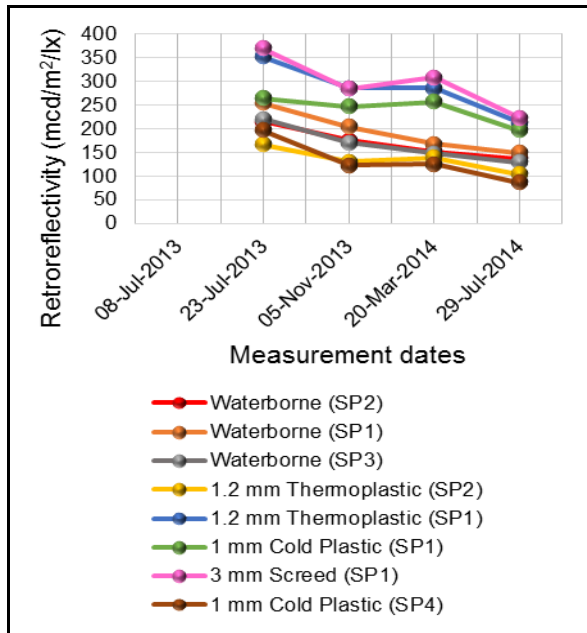 Retroreflectivity (mcd/m²/lx)
400
350
300
250
200
150
100
50
0
08-Jul-2013
23-Jul-2013
05-Nov-2013
20-Mar-2014
29-Jul-2014
Measurement dates
Waterborne (SP2)
Waterborne (SP1)
Waterborne (SP3)
1.2 mm Thermoplastic (SP2)
1.2 mm Thermoplastic (SP1)
1 mm Cold Plastic (SP1)
3 mm Screed (SP1)
1 mm Cold Plastic (SP4)